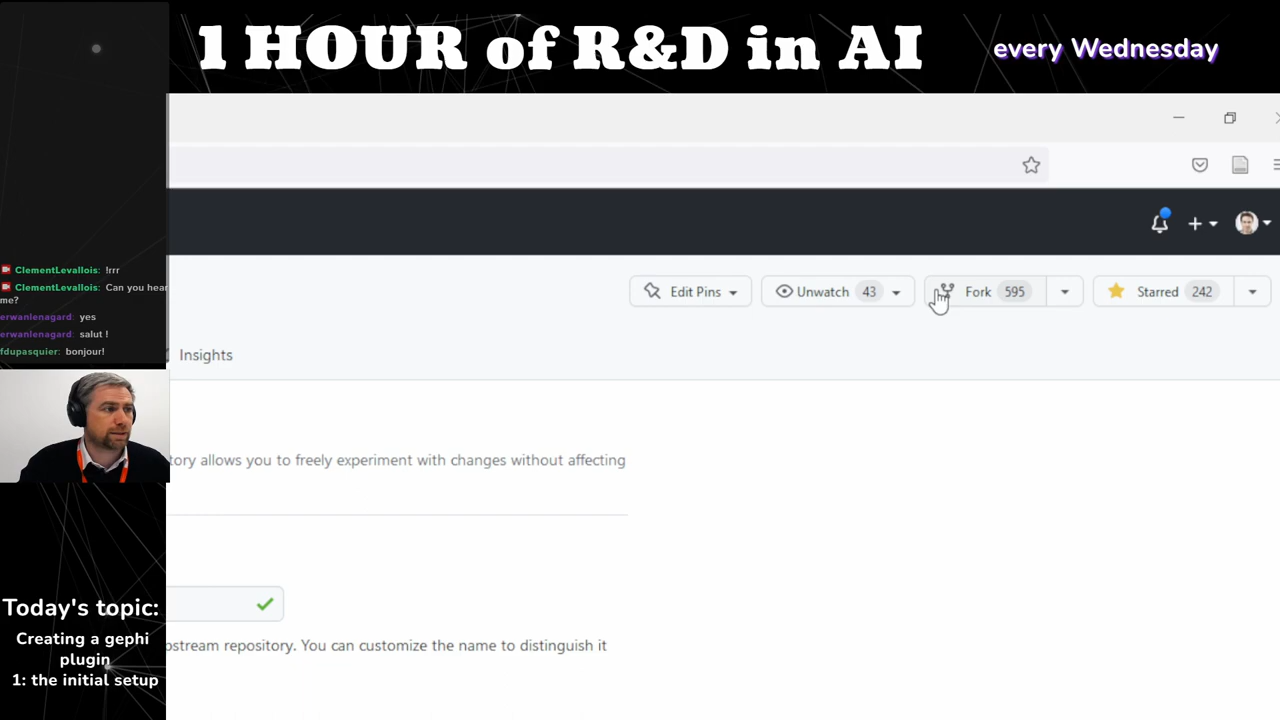 1 HOUR of R&D in AI
every Wednesday
ClementLevallois: !rrr
ClementLevallois: Can you hear
me?
erwanlenagard: yes
erwanlenagard: salut !
fdupasquier: bonjour!
Edit Pins
Unwatch 43
Fork 595
Starred 242
Insights
tory allows you to freely experiment with changes without affecting
pstream repository. You can customize the name to distinguish it
Today's topic:
Creating a gephi
plugin
1: the initial setup